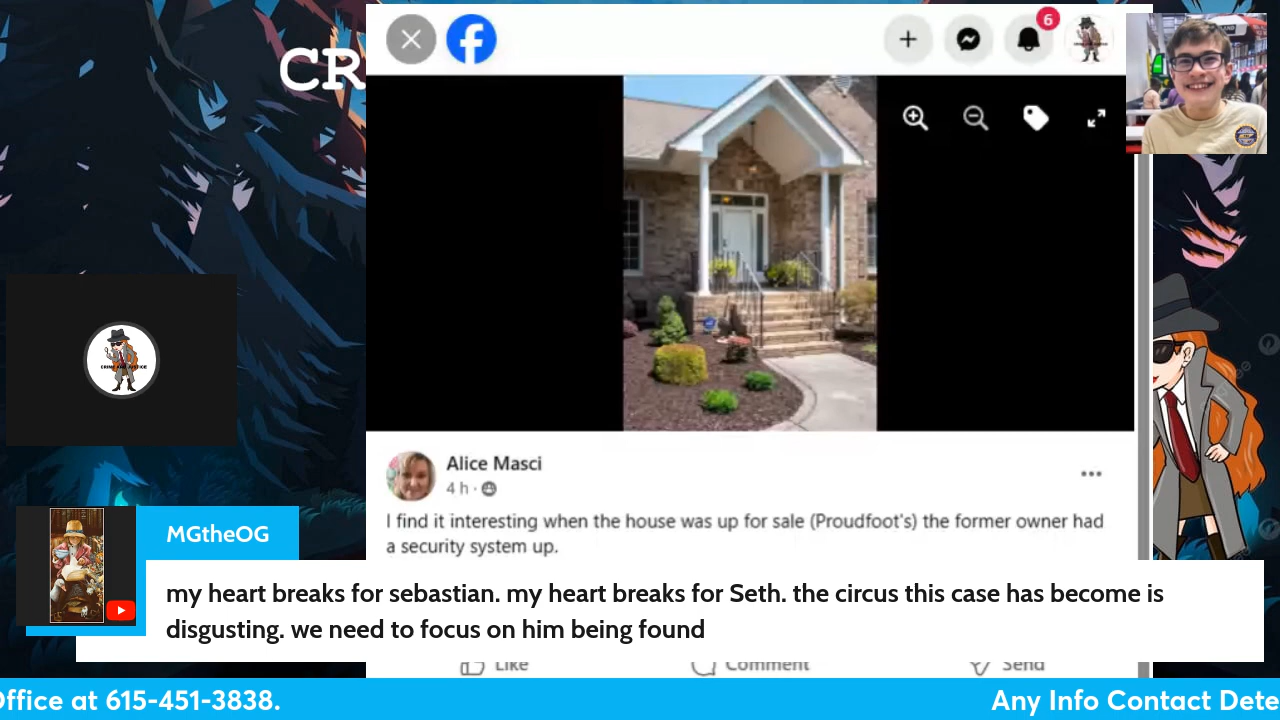 CR
6
CRIME AND JUSTICE
Alice Masci
4 h ·
I find it interesting when the house was up for sale (Proudfoot's) the former owner had
a security system up.
MGtheOG
my heart breaks for sebastian. my heart breaks for Seth. the circus this case has become is
disgusting. we need to focus on him being found
Like Comment Send
Office at 615-451-3838. Any Info Contact Dete